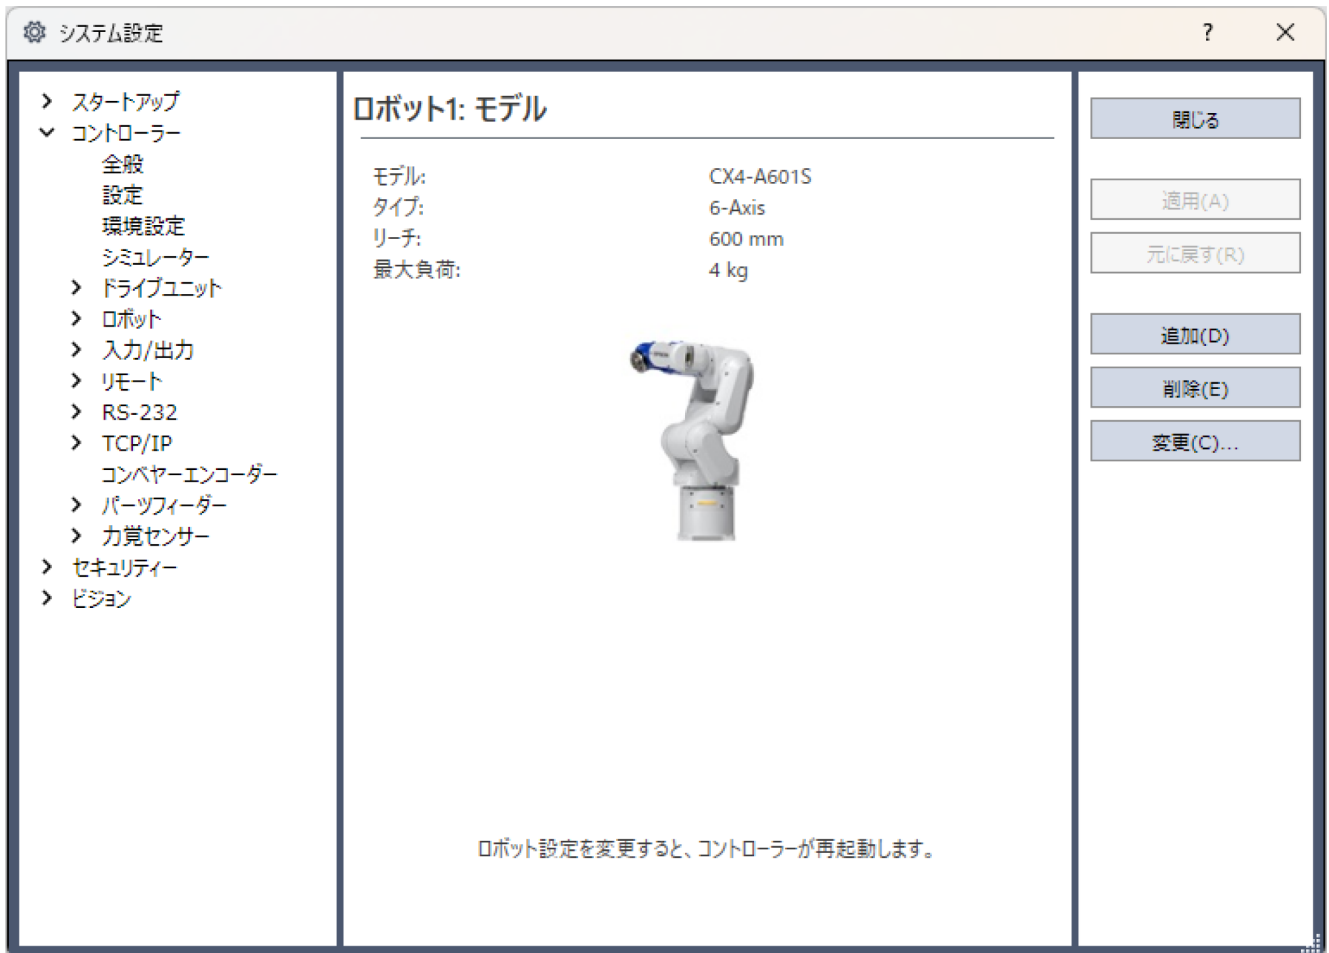 システム設定
?
スタートアップ
コントローラー
全般
設定
環境設定
シミュレーター
ドライブユニット
ロボット
入力/出力
リモート
RS-232
TCP/IP
コンベヤーエンコーダー
パーツフィーダー
力覚センサー
セキュリティー
ビジョン
ロボット1: モデル
モデル: CX4-A601S
タイプ: 6-Axis
リーチ: 600 mm
最大負荷: 4 kg
ロボット設定を変更すると、コントローラーが再起動します。
閉じる
適用(A)
元に戻す(R)
追加(D)
削除(E)
変更(C)...